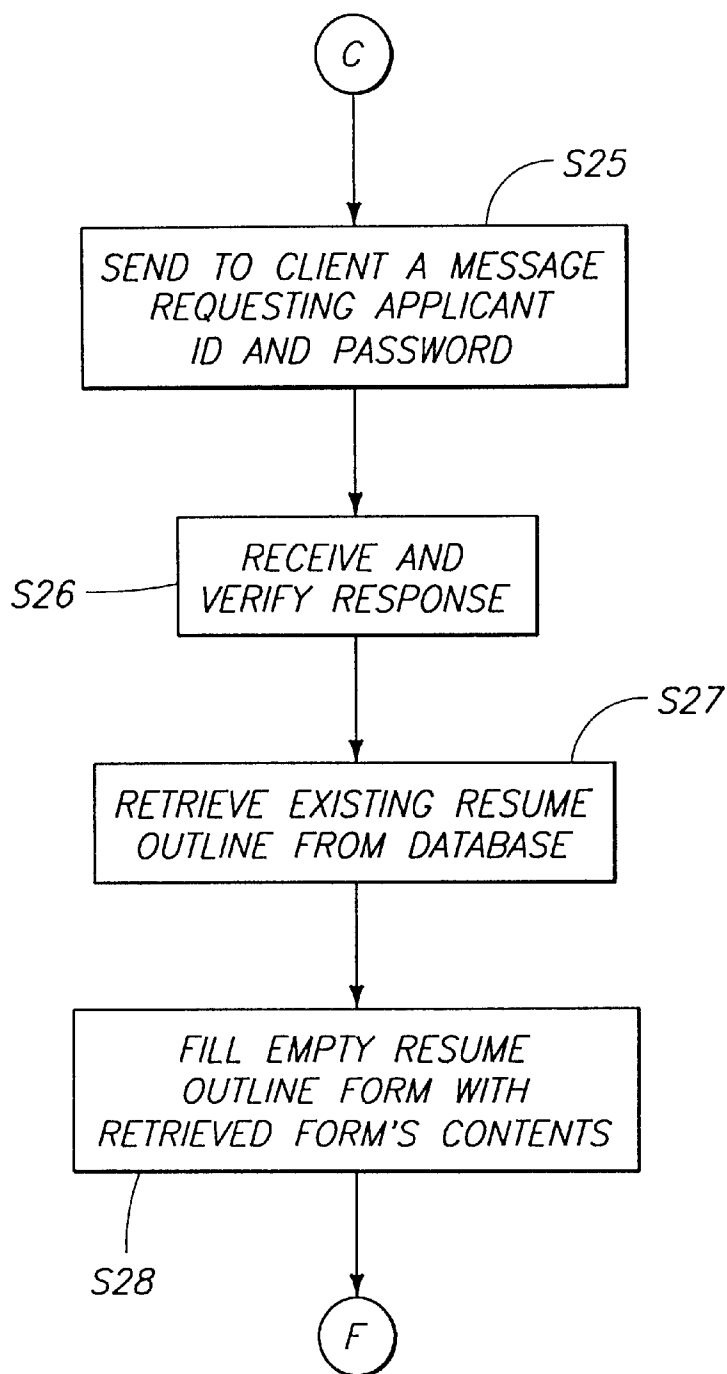 C
S25
SEND TO CLIENT A MESSAGE
REQUESTING APPLICANT
ID AND PASSWORD
RECEIVE AND
VERIFY RESPONSE
S26
S27
RETRIEVE EXISTING RESUME
OUTLINE FROM DATABASE
FILL EMPTY RESUME
OUTLINE FORM WITH
RETRIEVED FORM'S CONTENTS
S28
F